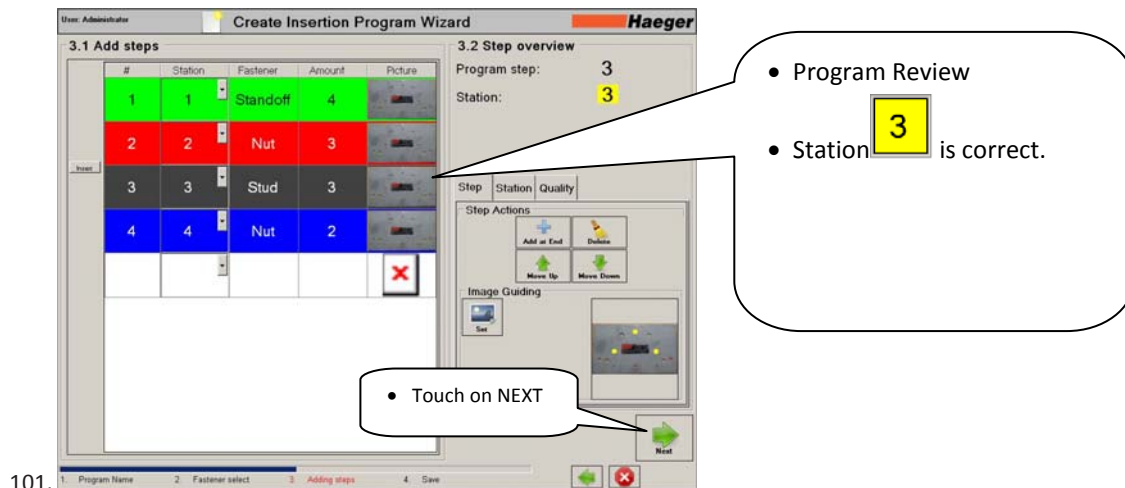 User: Administrator Create Insertion Program Wizard Haeger
3.1 Add steps
# Station Fastener Amount Picture
1 1 Standoff 4
2 2 Nut 3
Insert
3 3 Stud 3
4 4 Nut 2
3.2 Step overview
Program step: 3
Station: 3
Step Station Quality
Step Actions
Add at End Delete
Move Up Move Down
Image Guiding
Set
Next
1. Program Name 2. Fastener select 3. Adding steps 4. Save
• Program Review
• Station 3 is correct.
• Touch on NEXT
101.